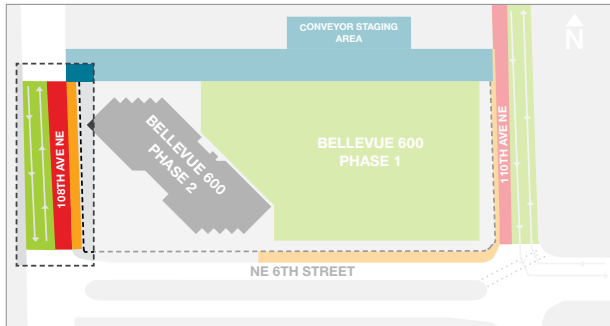 CONVEYOR STAGING
AREA
N
108TH AVE NE
BELLEVUE 600
PHASE 2
BELLEVUE 600
PHASE 1
110TH AVE NE
NE 6TH STREET